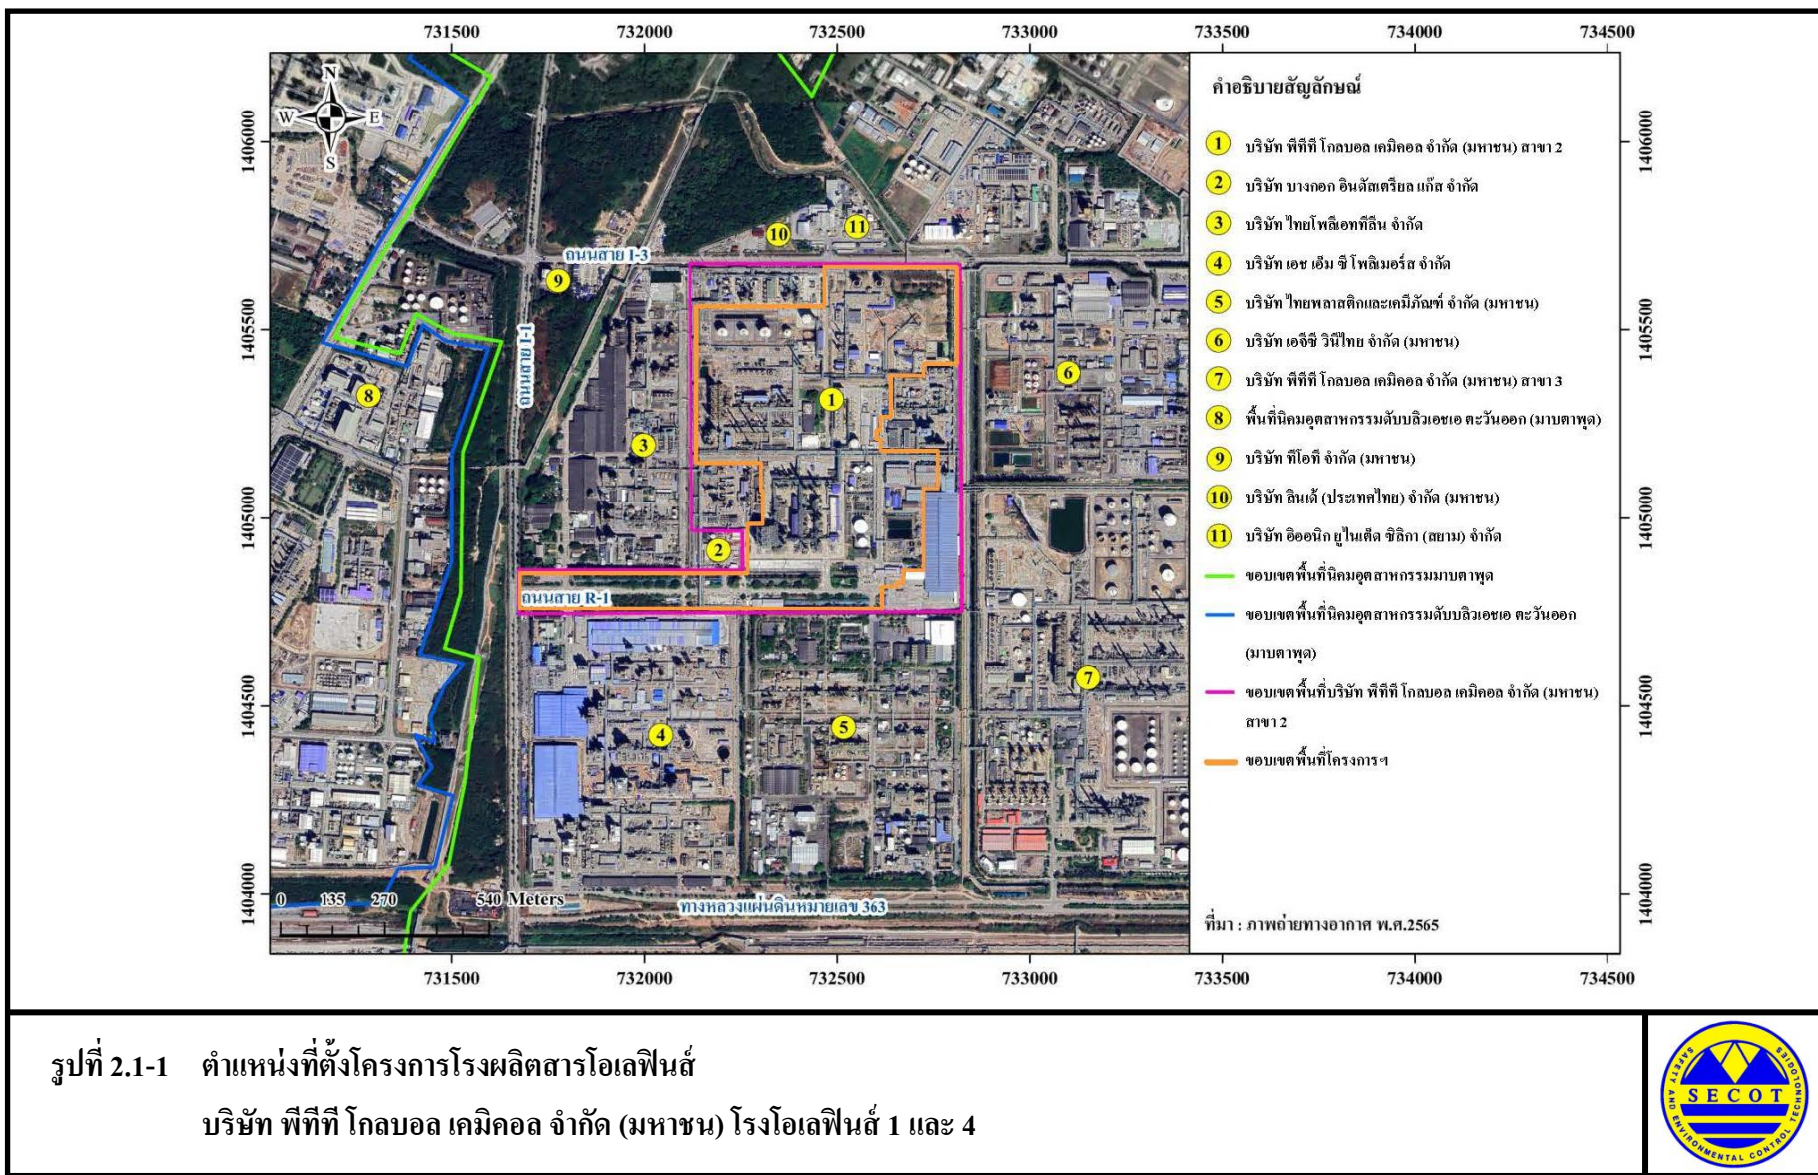 731500 732000 732500 733000 733500 734000 734500
N
W E
S
1406000 1406000
1405500 1405500
1405000 1405000
1404500 1404500
1404000 1404000
ถนนสาย I-3
ถนนสาย I-1
ถนนสาย R-1
ทางหลวงแผ่นดินหมายเลข 363
10
11
9
8
6
1
3
2
7
5
4
0 135 270 540 Meters
731500 732000 732500 733000 733500 734000 734500
คำอธิบายสัญลักษณ์
1 บริษัท พีทีที โกลบอล เคมิคอล จำกัด (มหาชน) สาขา 2
2 บริษัท บางกอก อินดัสเตรียล แก๊ส จำกัด
3 บริษัท ไทยโพลีเอททีลีน จำกัด
4 บริษัท เอช เอ็ม ซี โพลิเมอร์ส จำกัด
5 บริษัท ไทยพลาสติกและเคมีภัณฑ์ จำกัด (มหาชน)
6 บริษัท เอจีซี วินีไทย จำกัด (มหาชน)
7 บริษัท พีทีที โกลบอล เคมิคอล จำกัด (มหาชน) สาขา 3
8 พื้นที่นิคมอุตสาหกรรมดับบลิวเอชเอ ตะวันออก (มาบตาพุด)
9 บริษัท ทีโอที จำกัด (มหาชน)
10 บริษัท ลินเด้ (ประเทศไทย) จำกัด (มหาชน)
11 บริษัท อิออนิก ยูไนเต็ด ซิลิกา (สยาม) จำกัด
ขอบเขตพื้นที่นิคมอุตสาหกรรมมาบตาพุด
ขอบเขตพื้นที่นิคมอุตสาหกรรมดับบลิวเอชเอ ตะวันออก
(มาบตาพุด)
ขอบเขตพื้นที่บริษัท พีทีที โกลบอล เคมิคอล จำกัด (มหาชน)
สาขา 2
ขอบเขตพื้นที่โครงการฯ
ที่มา : ภาพถ่ายทางอากาศ พ.ศ.2565
รูปที่ 2.1-1 ตำแหน่งที่ตั้งโครงการโรงผลิตสารโอเลฟินส์
บริษัท พีทีที โกลบอล เคมิคอล จำกัด (มหาชน) โรงโอเลฟินส์ 1 และ 4
SECOT
SAFETY AND ENVIRONMENTAL CONTROL TECHNOLOGIES